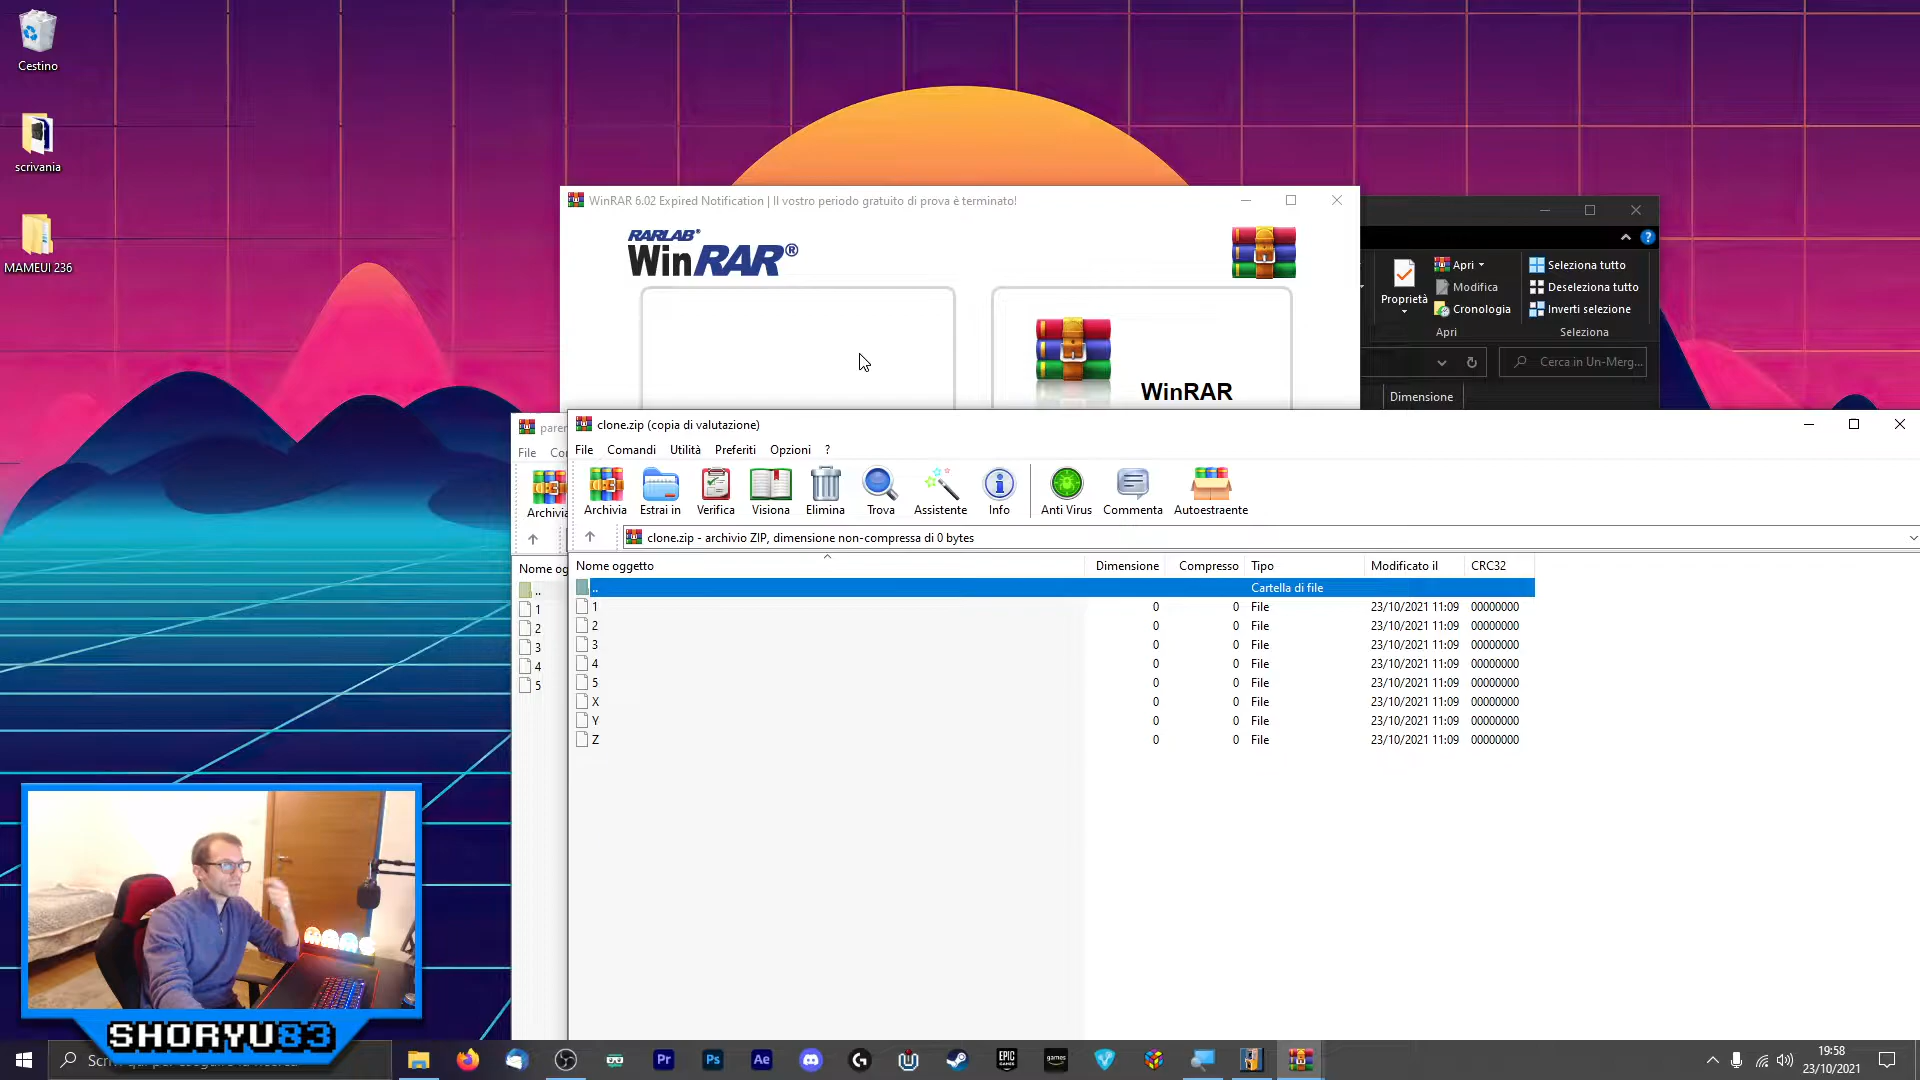 Cestino
scrivania
MAMEUI 236
WinRAR 6.02 Expired Notification | Il vostro periodo gratuito di prova è terminato!
RARLAB®
WinRAR®
WinRAR
Proprietà
Apri
Modifica
Cronologia
Apri
Seleziona tutto
Deseleziona tutto
Inverti selezione
Seleziona
Cerca in Un-Merg...
Dimensione
File
Archivia
Nome og
..
1
2
3
4
5
clone.zip (copia di valutazione)
File Comandi Utilità Preferiti Opzioni ?
Archivia Estrai in Verifica Visiona Elimina Trova Assistente Info Anti Virus Commenta Autoestraente
clone.zip - archivio ZIP, dimensione non-compressa di 0 bytes
Nome oggetto Dimensione Compresso Tipo Modificato il CRC32
.. Cartella di file
1 0 0 File 23/10/2021 11:09 00000000
2 0 0 File 23/10/2021 11:09 00000000
3 0 0 File 23/10/2021 11:09 00000000
4 0 0 File 23/10/2021 11:09 00000000
5 0 0 File 23/10/2021 11:09 00000000
X 0 0 File 23/10/2021 11:09 00000000
Y 0 0 File 23/10/2021 11:09 00000000
Z 0 0 File 23/10/2021 11:09 00000000
SHORYU83
Pr
Ps
Ae
EPIC GAMES
games
19:58
23/10/2021